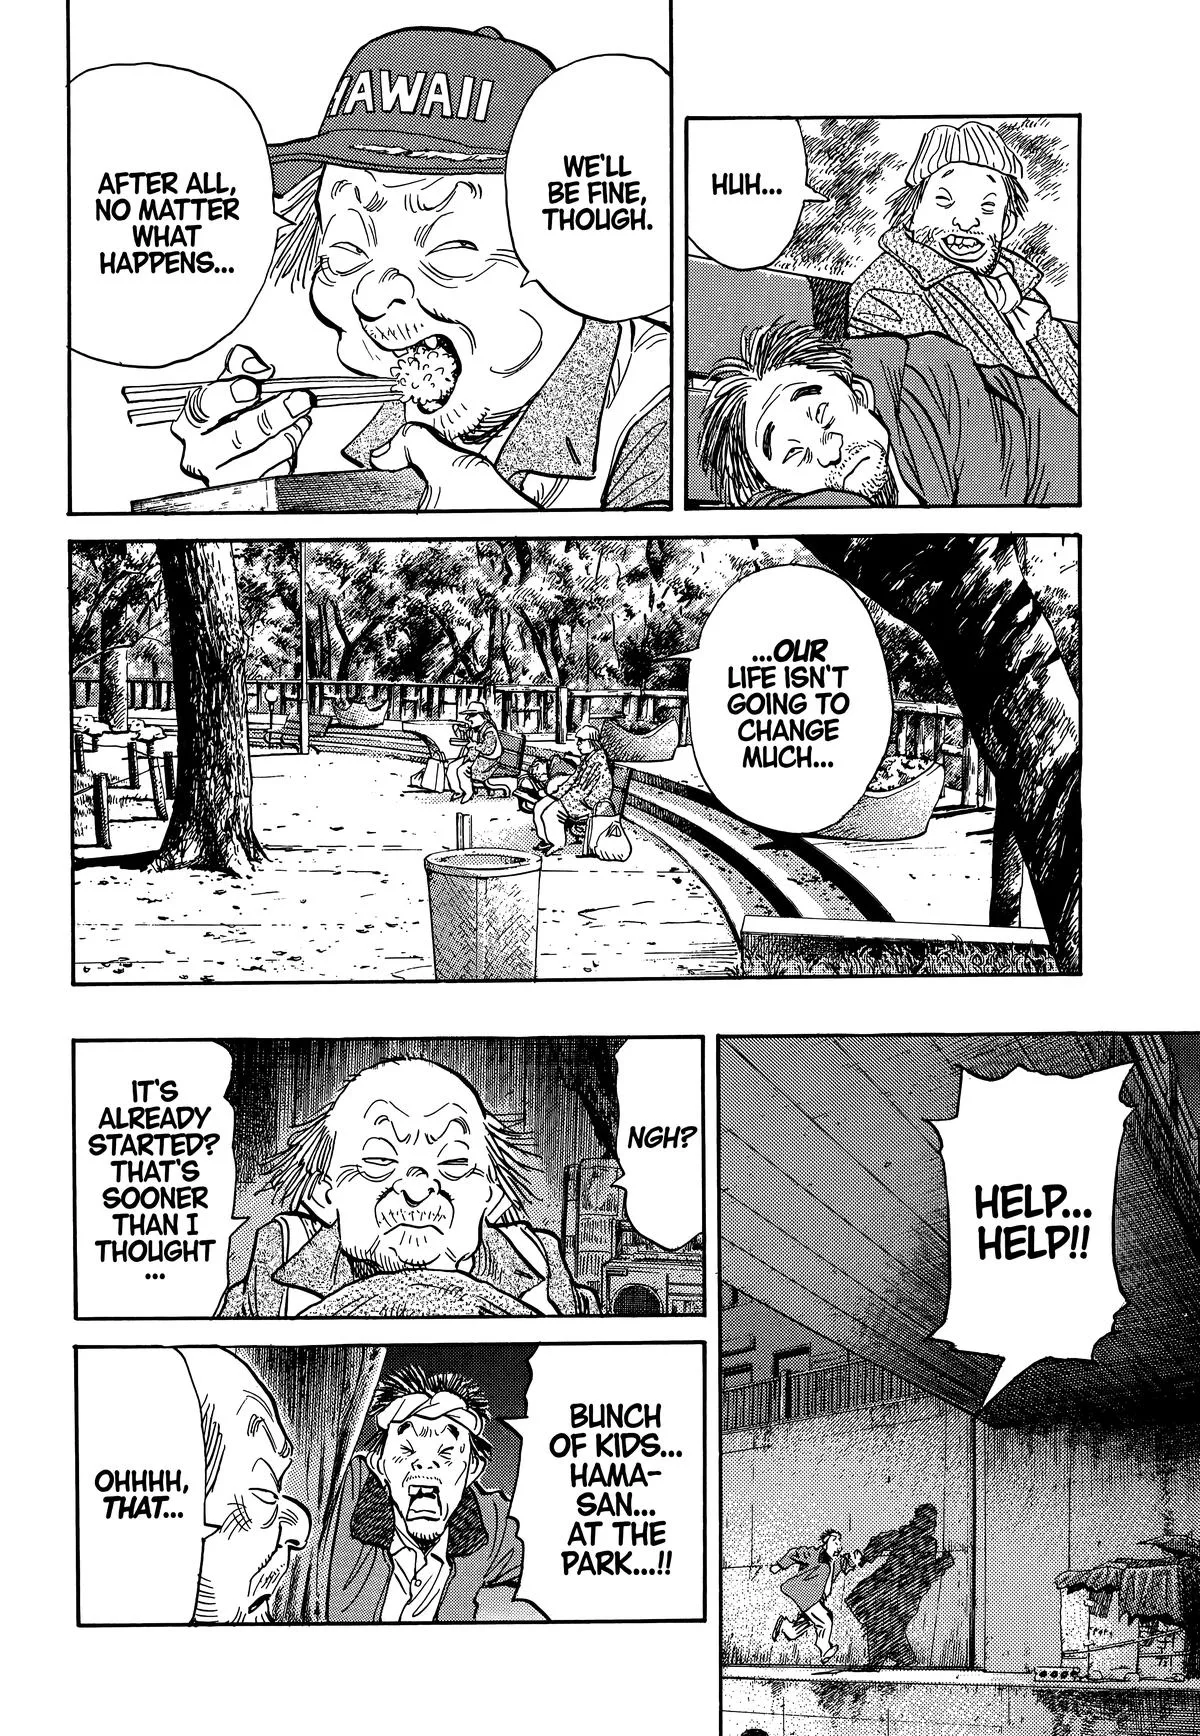 HUH...
HAWAII
WE'LL
BE FINE,
THOUGH.
AFTER ALL,
NO MATTER
WHAT
HAPPENS...
...OUR
LIFE ISN'T
GOING TO
CHANGE
MUCH...
HELP...
HELP!!
NGH?
IT'S
ALREADY
STARTED?
THAT'S
SOONER
THAN I
THOUGHT
...
BUNCH
OF KIDS...
HAMA-
SAN...
AT THE
PARK...!!
OHHHH,
THAT...